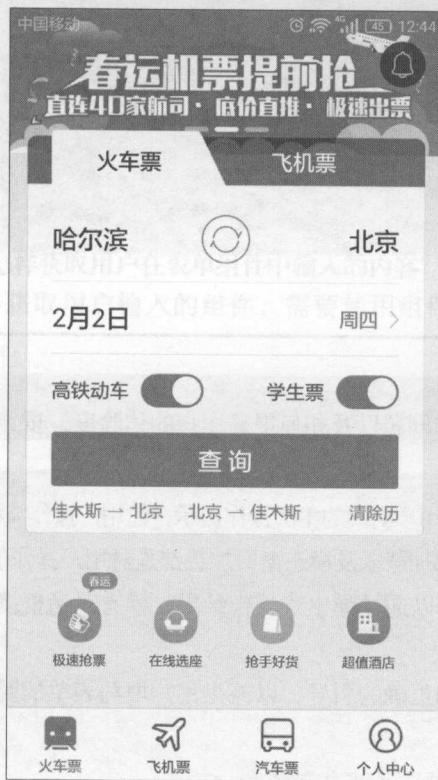 中国移动 4G 45 12:44
春运机票提前抢
直连40家航司·底价直推·极速出票
火车票 飞机票
哈尔滨 北京
2月2日 周四
高铁动车 学生票
查询
佳木斯→北京 北京→佳木斯 清除历
春运
极速抢票 在线选座 抢手好货 超值酒店
火车票 飞机票 汽车票 个人中心